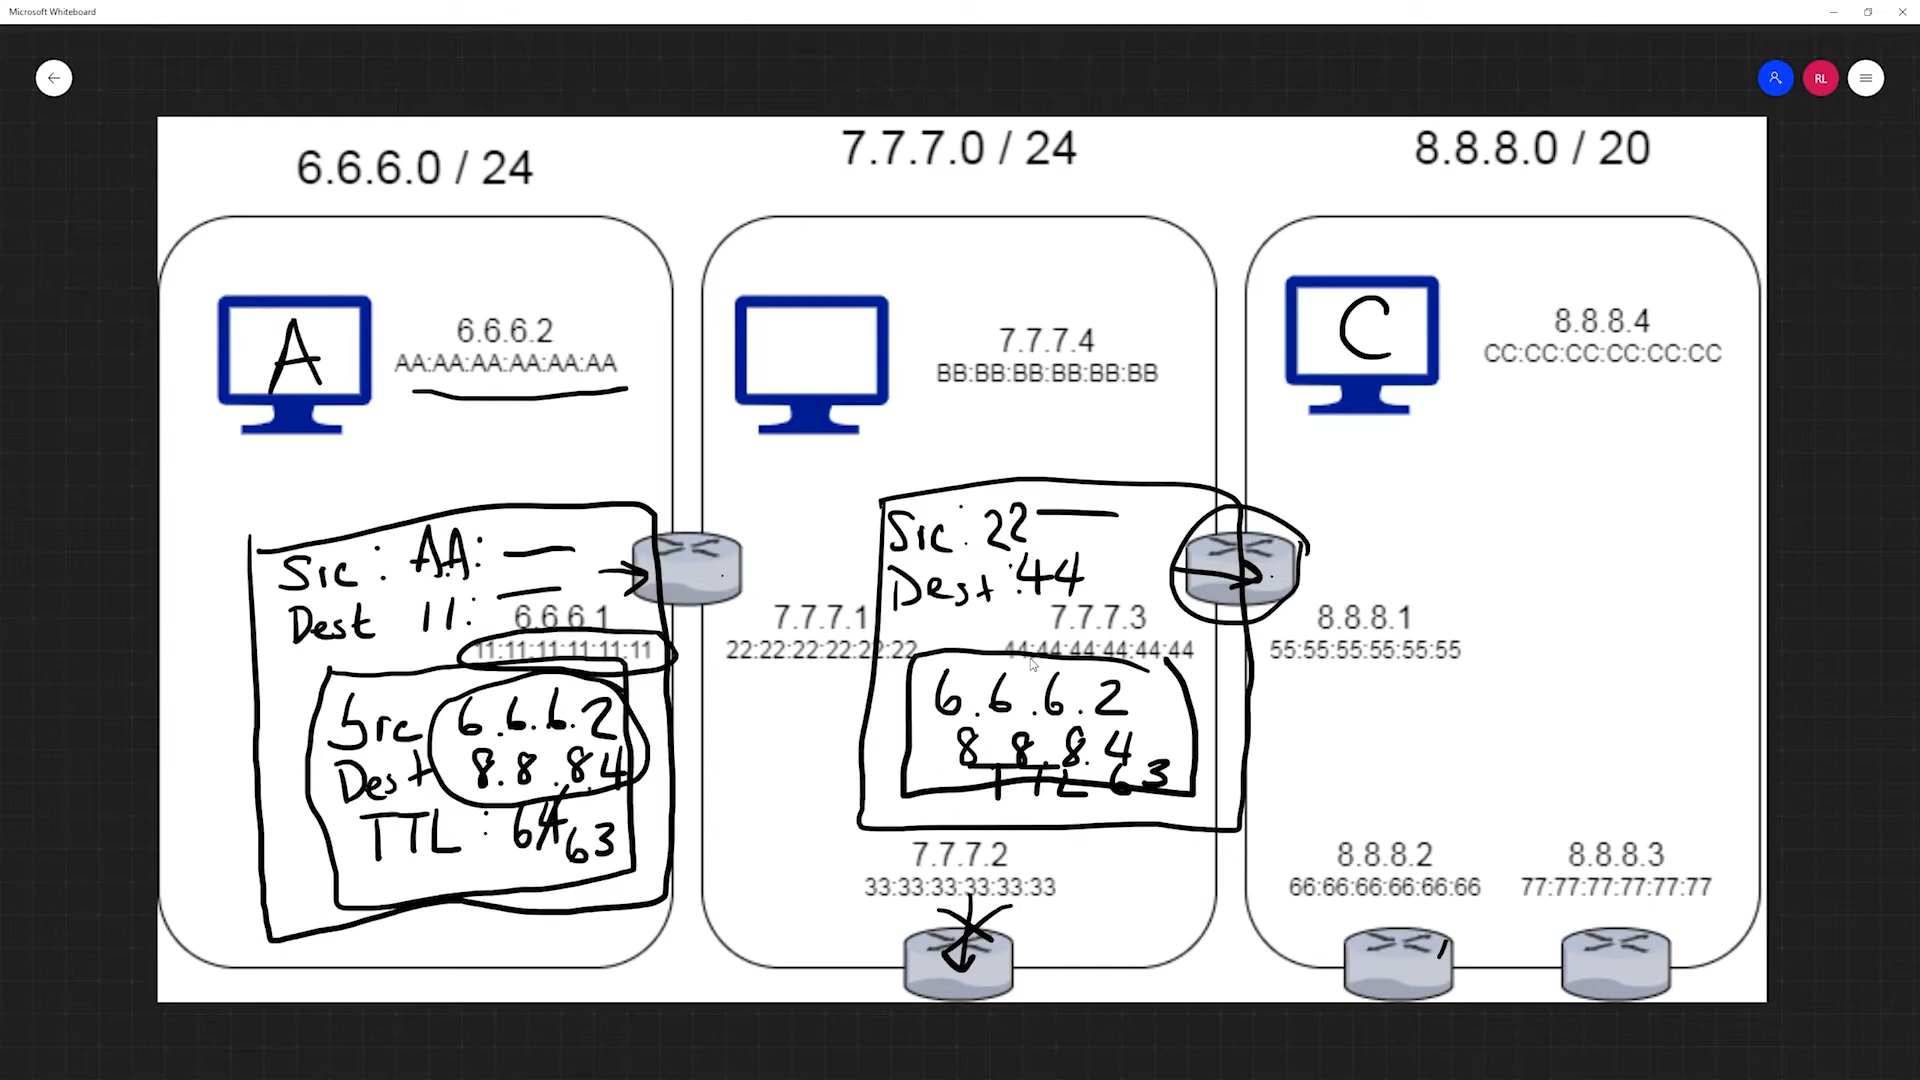 Microsoft Whiteboard
RL
6.6.6.0 / 24
7.7.7.0 / 24
8.8.8.0 / 20
A
6.6.6.2
AA:AA:AA:AA:AA:AA
7.7.7.4
BB:BB:BB:BB:BB:BB
C
8.8.8.4
CC:CC:CC:CC:CC:CC
Src: AA:
Dest 11:
6.6.6.1
11:11:11:11:11:11
Src 6.6.6.2
Dest 8.8.8.4
TTL: 64 63
7.7.7.1
22:22:22:22:22:22
Src: 22
Dest: 44
7.7.7.3
44:44:44:44:44:44
6.6.6.2
8.8.8.4
TTL 63
7.7.7.2
33:33:33:33:33:33
8.8.8.1
55:55:55:55:55:55
8.8.8.2
66:66:66:66:66:66
8.8.8.3
77:77:77:77:77:77